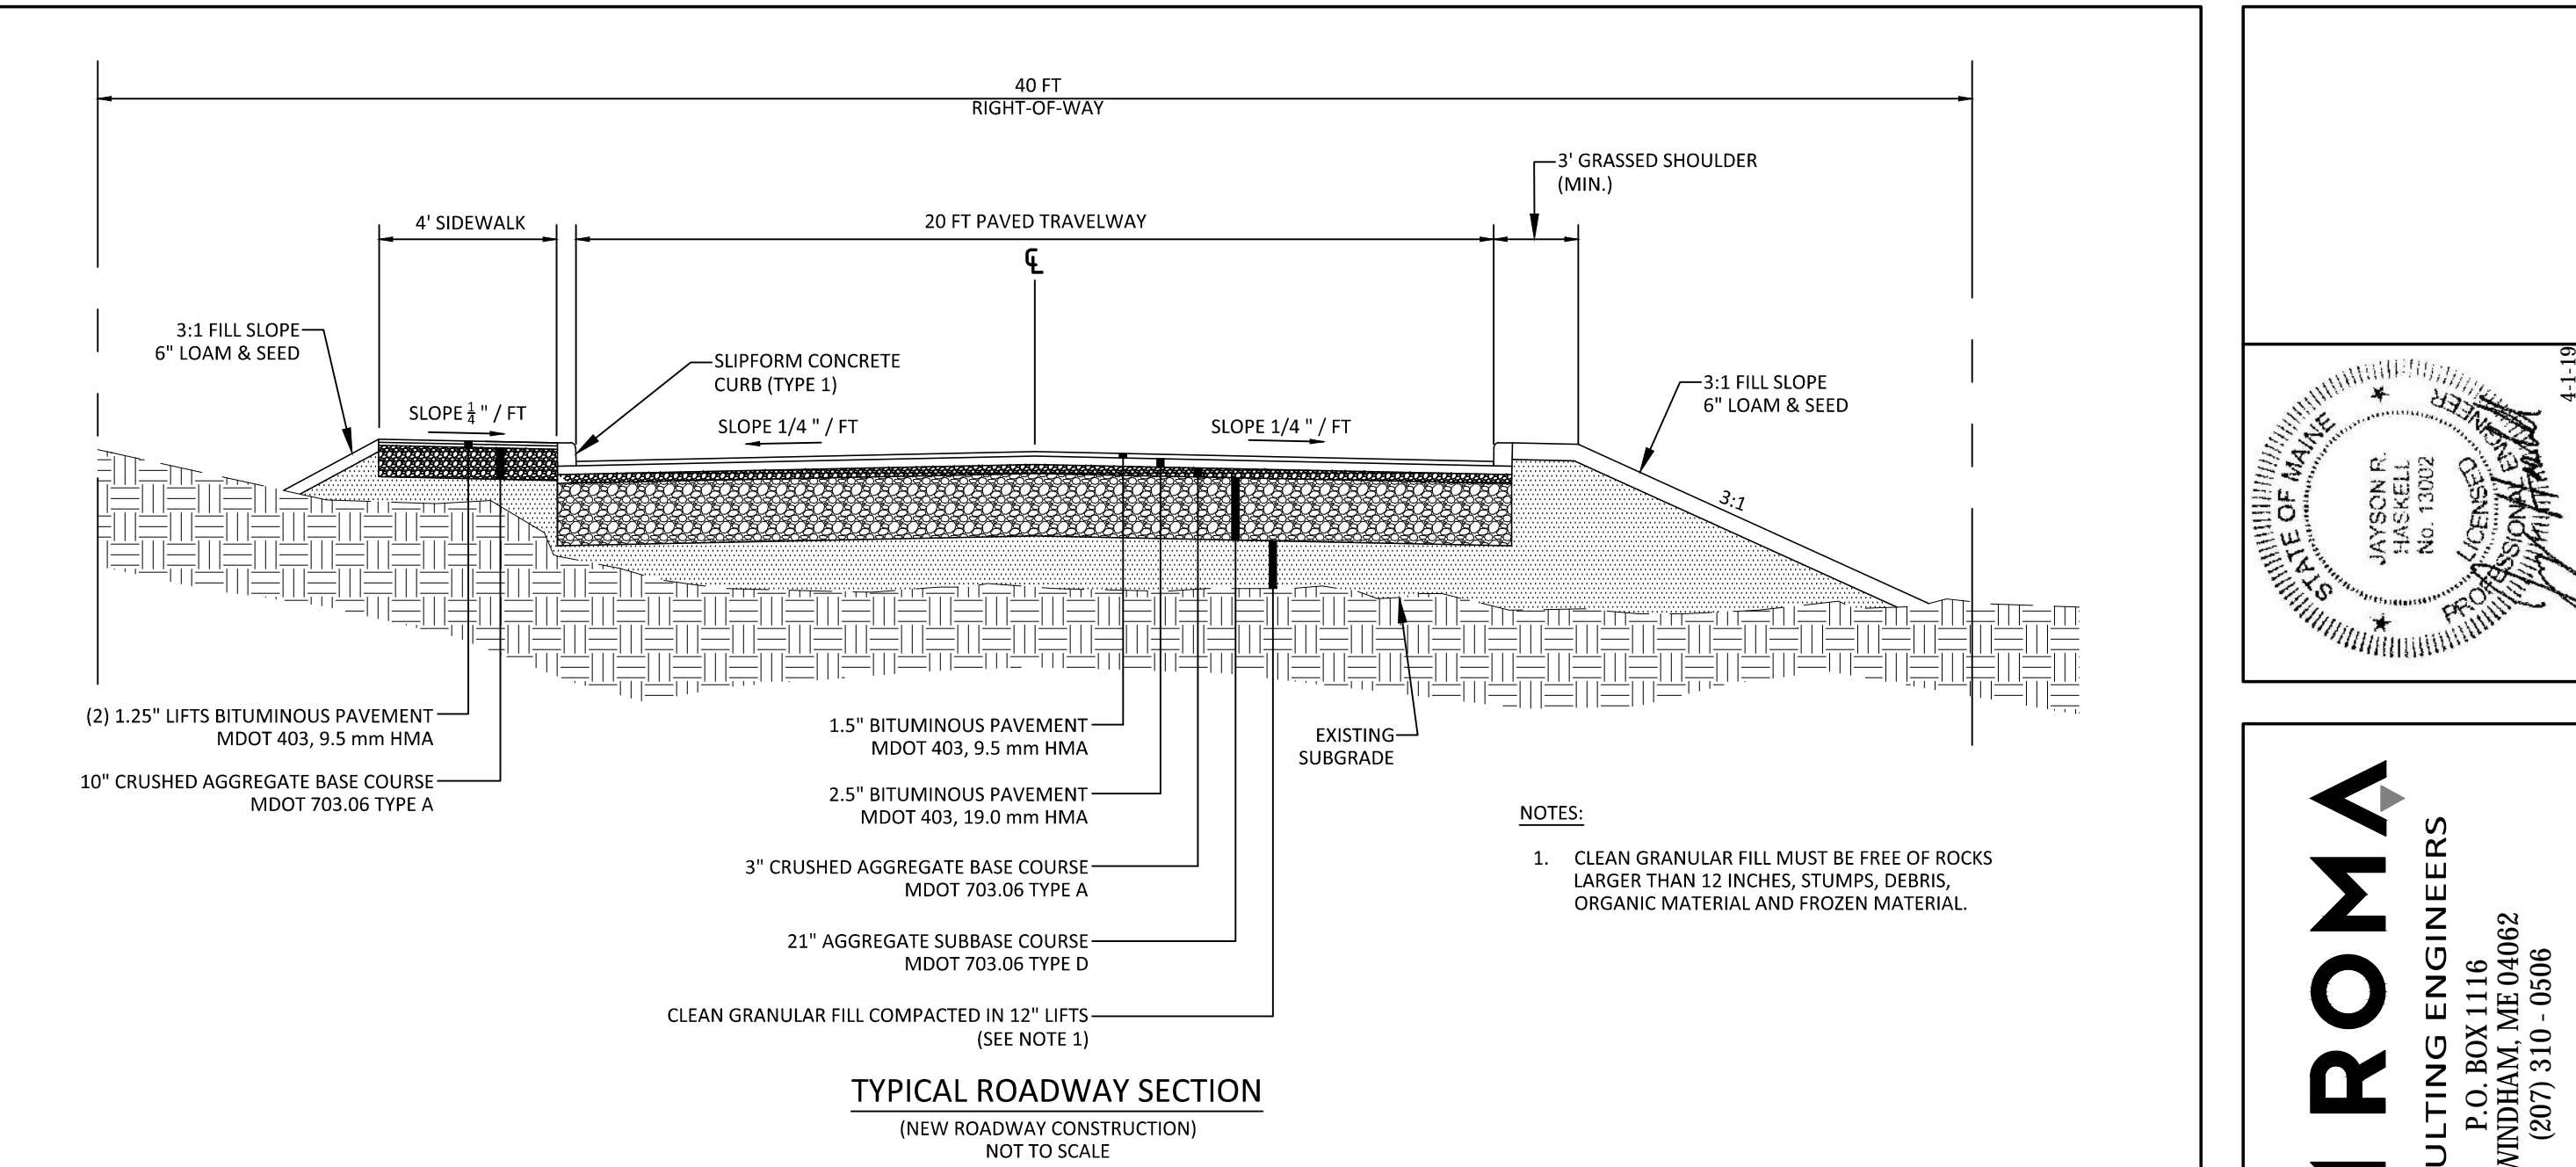 40 FT
RIGHT-OF-WAY
3' GRASSED SHOULDER
(MIN.)
4' SIDEWALK
20 FT PAVED TRAVELWAY
℄
3:1 FILL SLOPE
6" LOAM & SEED
SLIPFORM CONCRETE
CURB (TYPE 1)
3:1 FILL SLOPE
6" LOAM & SEED
SLOPE ¼ " / FT
SLOPE 1/4 " / FT
SLOPE 1/4 " / FT
3:1
(2) 1.25" LIFTS BITUMINOUS PAVEMENT
MDOT 403, 9.5 mm HMA
10" CRUSHED AGGREGATE BASE COURSE
MDOT 703.06 TYPE A
1.5" BITUMINOUS PAVEMENT
MDOT 403, 9.5 mm HMA
2.5" BITUMINOUS PAVEMENT
MDOT 403, 19.0 mm HMA
3" CRUSHED AGGREGATE BASE COURSE
MDOT 703.06 TYPE A
21" AGGREGATE SUBBASE COURSE
MDOT 703.06 TYPE D
CLEAN GRANULAR FILL COMPACTED IN 12" LIFTS
(SEE NOTE 1)
EXISTING
SUBGRADE
NOTES:
1. CLEAN GRANULAR FILL MUST BE FREE OF ROCKS
LARGER THAN 12 INCHES, STUMPS, DEBRIS,
ORGANIC MATERIAL AND FROZEN MATERIAL.
TYPICAL ROADWAY SECTION
(NEW ROADWAY CONSTRUCTION)
NOT TO SCALE
STATE OF MAINE
JAYSON R.
HASKELL
No. 13002
LICENSED
PROFESSIONAL ENGINEER
4-1-19
ROMA
ULTING ENGINEERS
P.O. BOX 1116
WINDHAM, ME 04062
(207) 310 - 0506